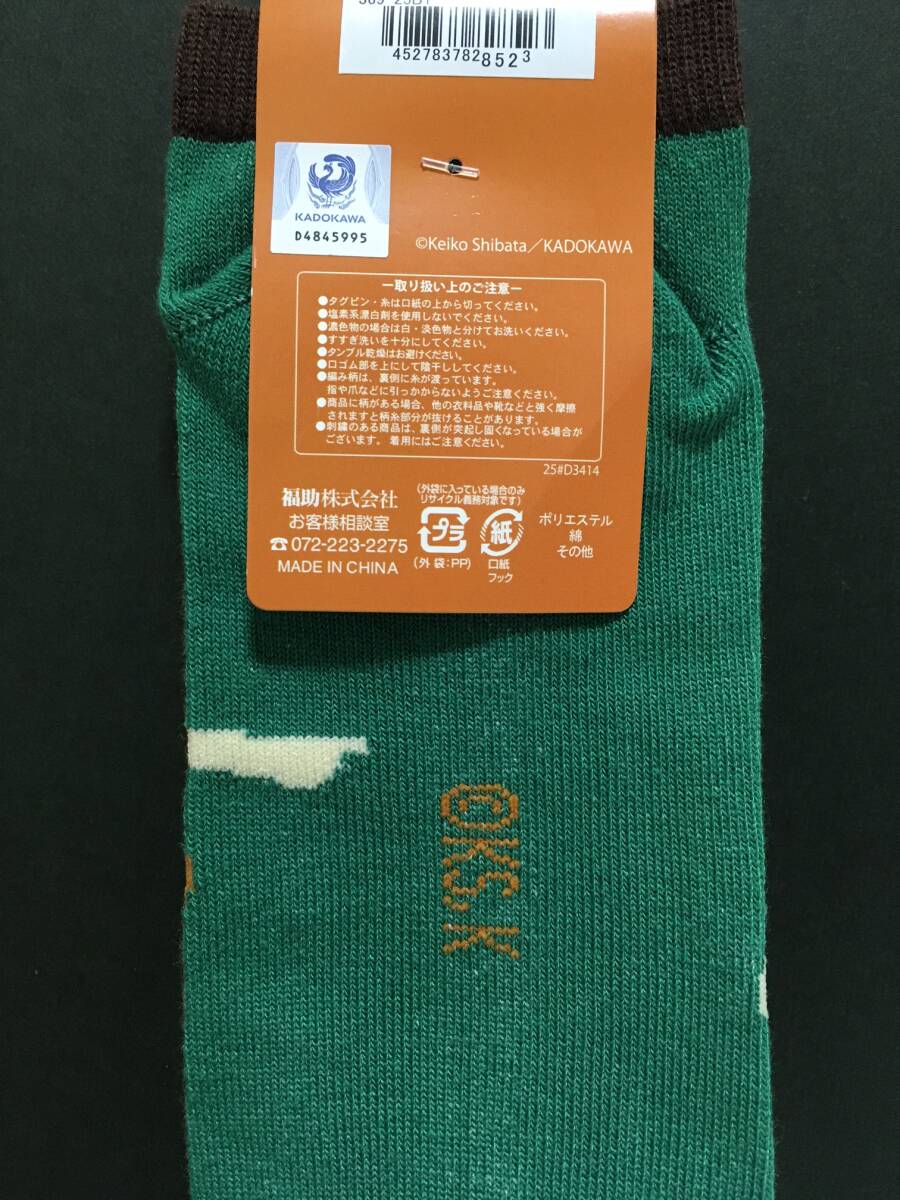 4527837828523
KADOKAWA
D4845995
©Keiko Shibata／KADOKAWA
ー取り扱い上のご注意ー
●タグピン・糸は口紙の上から切ってください。
●塩素系漂白剤を使用しないでください。
●濃色物の場合は白・淡色物と分けてお洗いください。
●すすぎ洗いを十分にしてください。
●タンブル乾燥はお避けください。
●口ゴム部を上にして陰干ししてください。
●編み柄は、裏側に糸が渡っています。
指や爪などに引っかからないようご注意ください。
●商品に柄がある場合、他の衣料品や靴などと強く摩擦
されますと柄糸部分が抜けることがあります。
●刺繍のある商品は、裏側が突起し固くなっている場合が
ございます。着用にはご注意ください。
25#D3414
福助株式会社
お客様相談室
☎072-223-2275
MADE IN CHINA
(外袋に入っている場合のみ
リサイクル義務対象です)
プラ
(外袋:PP)
紙
口紙
フック
ポリエステル
綿
その他
©KS.K